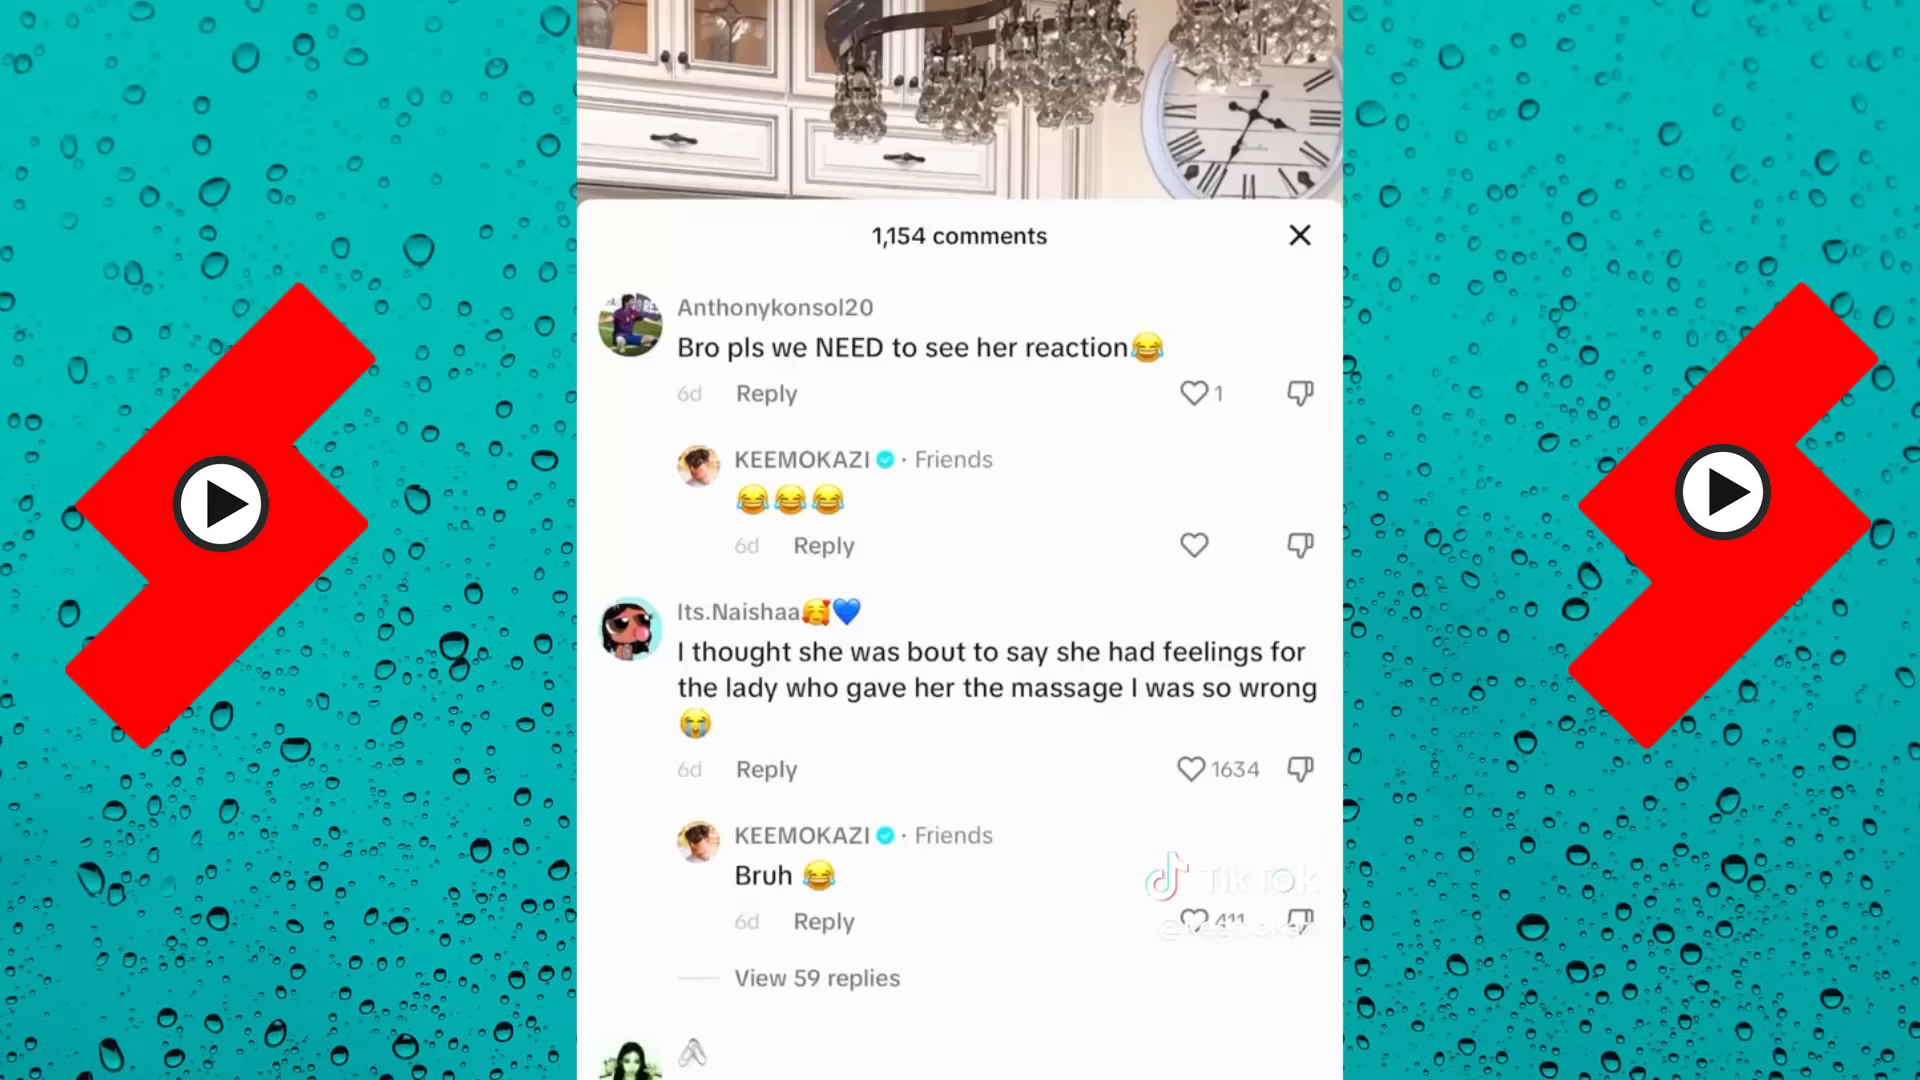 1,154 comments
Anthonykonsol20
Bro pls we NEED to see her reaction😂
6d Reply 1
KEEMOKAZI · Friends
😂😂😂
6d Reply
Its.Naishaa🥰💙
I thought she was bout to say she had feelings for
the lady who gave her the massage I was so wrong
😭
6d Reply 1634
KEEMOKAZI · Friends
Bruh 😂
TikTok
6d Reply 411
@keemokazi
View 59 replies